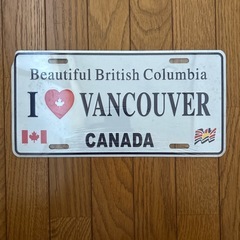 Beautiful British Columbia
I ❤ VANCOUVER
CANADA